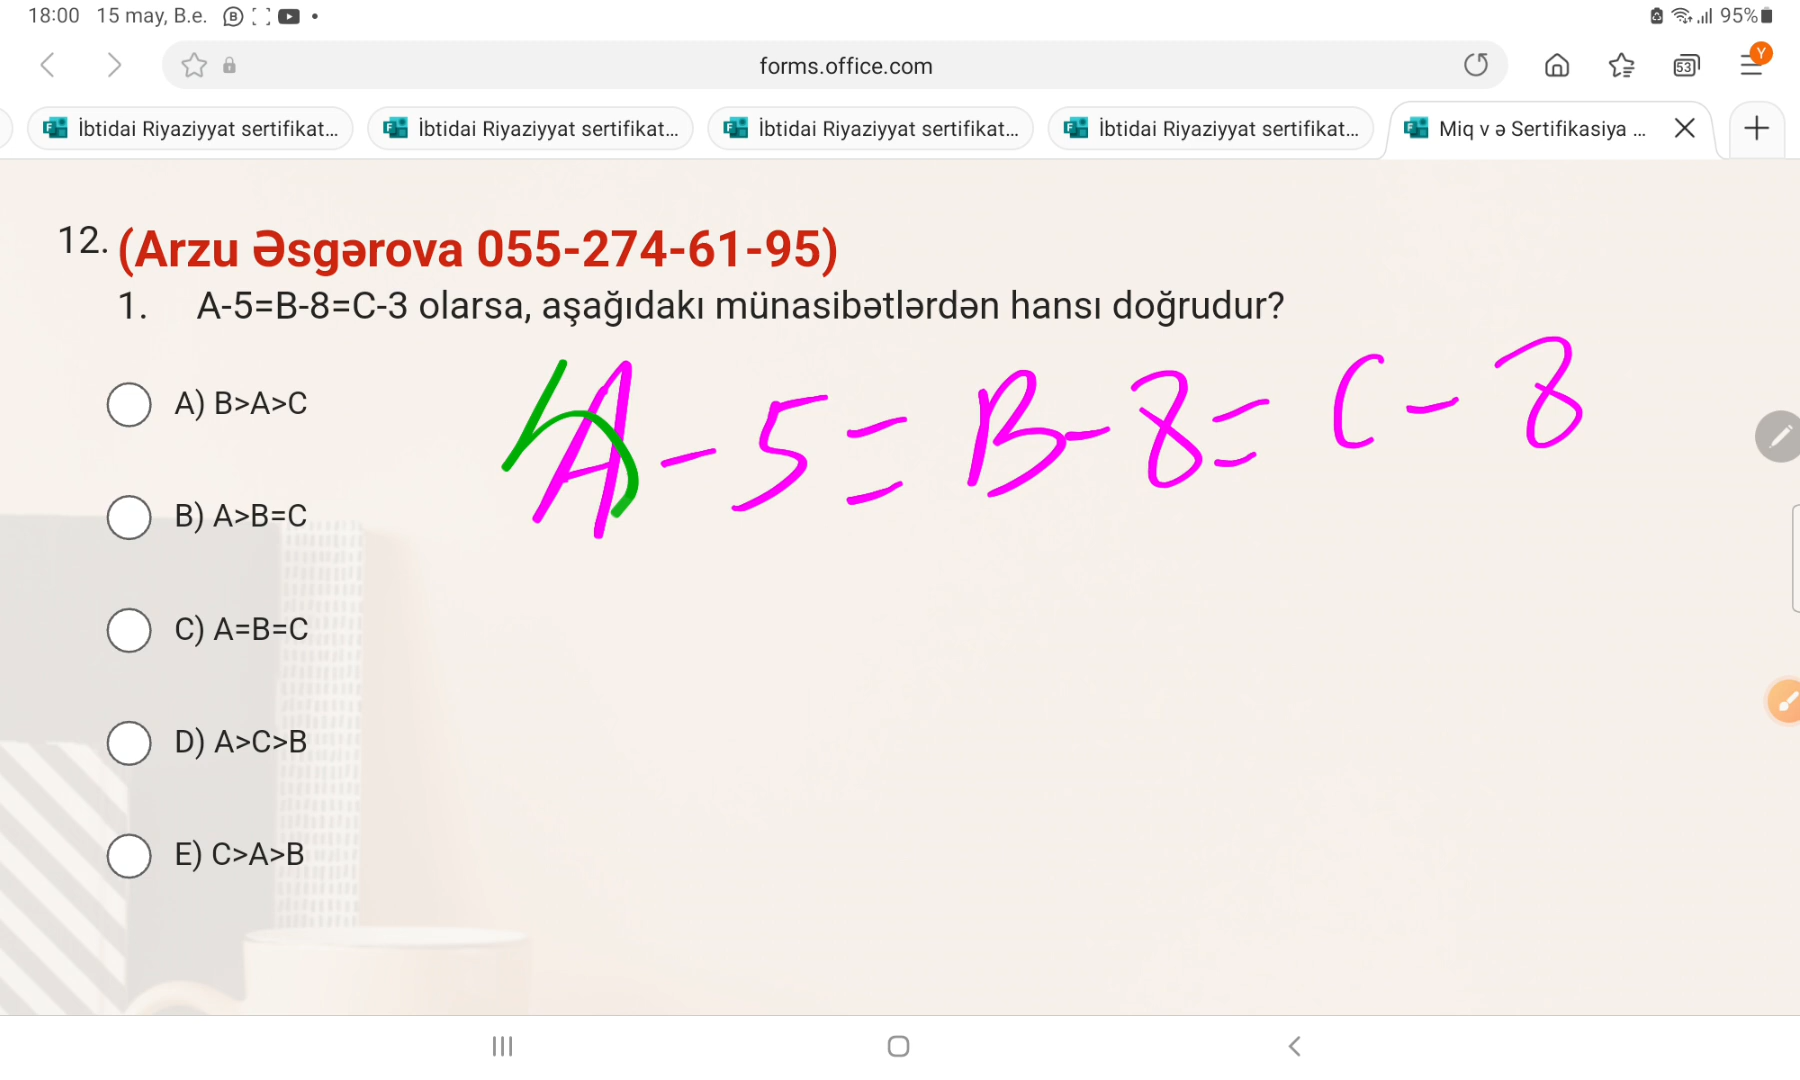 18:00 15 may, B.e. 95%
forms.office.com 53 Y
İbtidai Riyaziyyat sertifikat... İbtidai Riyaziyyat sertifikat... İbtidai Riyaziyyat sertifikat... İbtidai Riyaziyyat sertifikat... Miq v ə Sertifikasiya ...
12. (Arzu Əsgərova 055-274-61-95)
1. A-5=B-8=C-3 olarsa, aşağıdakı münasibətlərdən hansı doğrudur?
A - 5 = B - 8 = C - 3
A) B>A>C
B) A>B=C
C) A=B=C
D) A>C>B
E) C>A>B